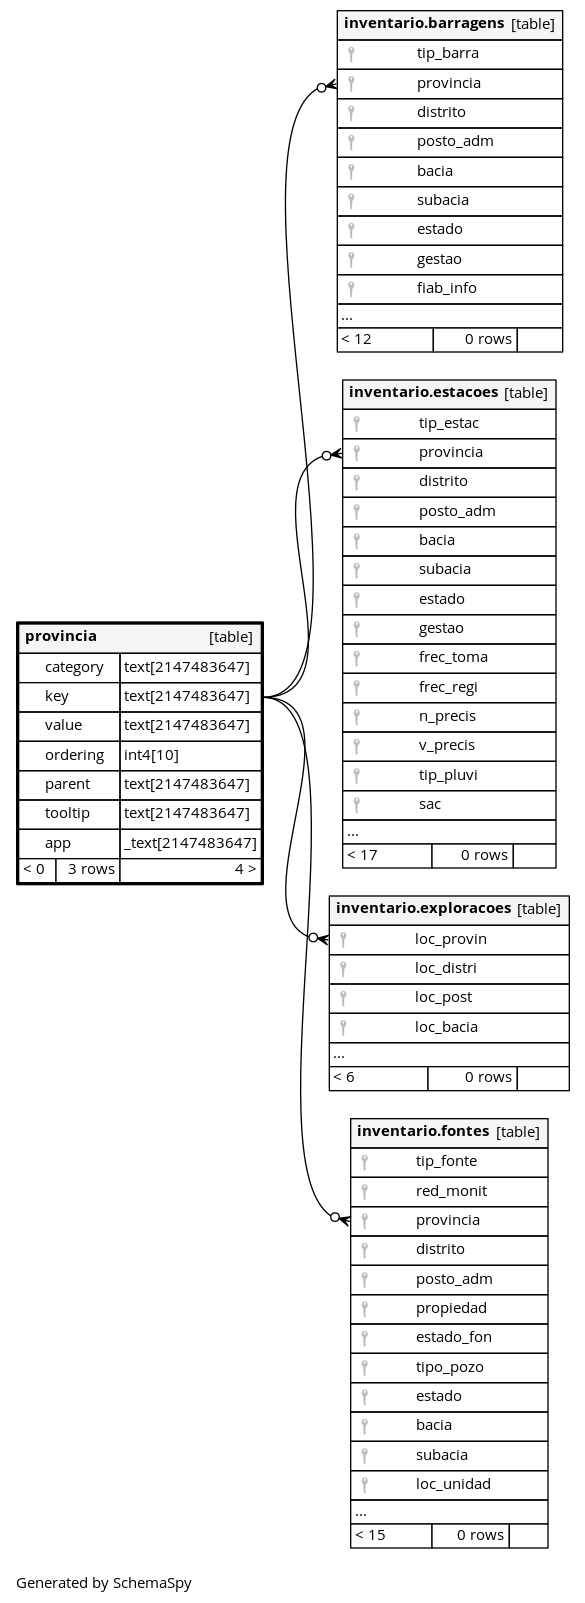 inventario.barragens [table]
tip_barra
provincia
distrito
posto_adm
bacia
subacia
estado
gestao
fiab_info
...
< 12 0 rows
inventario.estacoes [table]
tip_estac
provincia
distrito
posto_adm
bacia
subacia
estado
gestao
frec_toma
frec_regi
n_precis
v_precis
tip_pluvi
sac
...
< 17 0 rows
provincia [table]
category text[2147483647]
key text[2147483647]
value text[2147483647]
ordering int4[10]
parent text[2147483647]
tooltip text[2147483647]
app _text[2147483647]
< 0 3 rows 4 >
inventario.exploracoes [table]
loc_provin
loc_distri
loc_post
loc_bacia
...
< 6 0 rows
inventario.fontes [table]
tip_fonte
red_monit
provincia
distrito
posto_adm
propiedad
estado_fon
tipo_pozo
estado
bacia
subacia
loc_unidad
...
< 15 0 rows
Generated by SchemaSpy